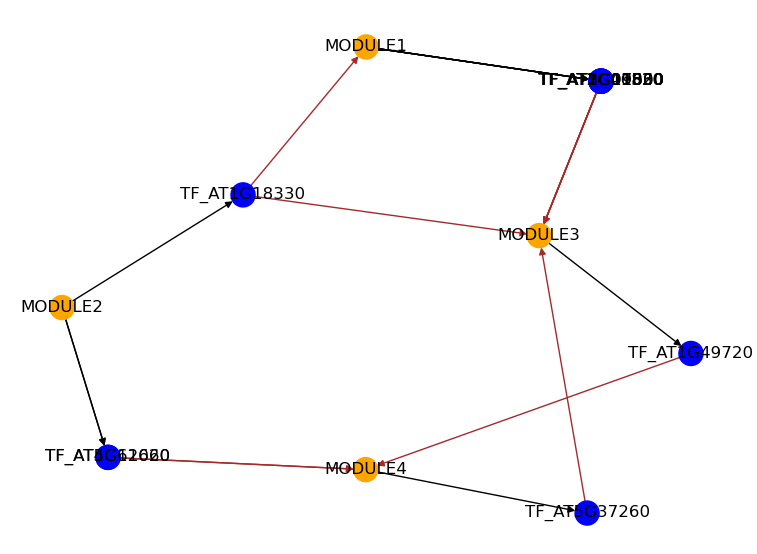 MODULE1
TF_AT1G18330
MODULE3
MODULE2
TF_AT1G49720
MODULE4
TF_AT5G37260